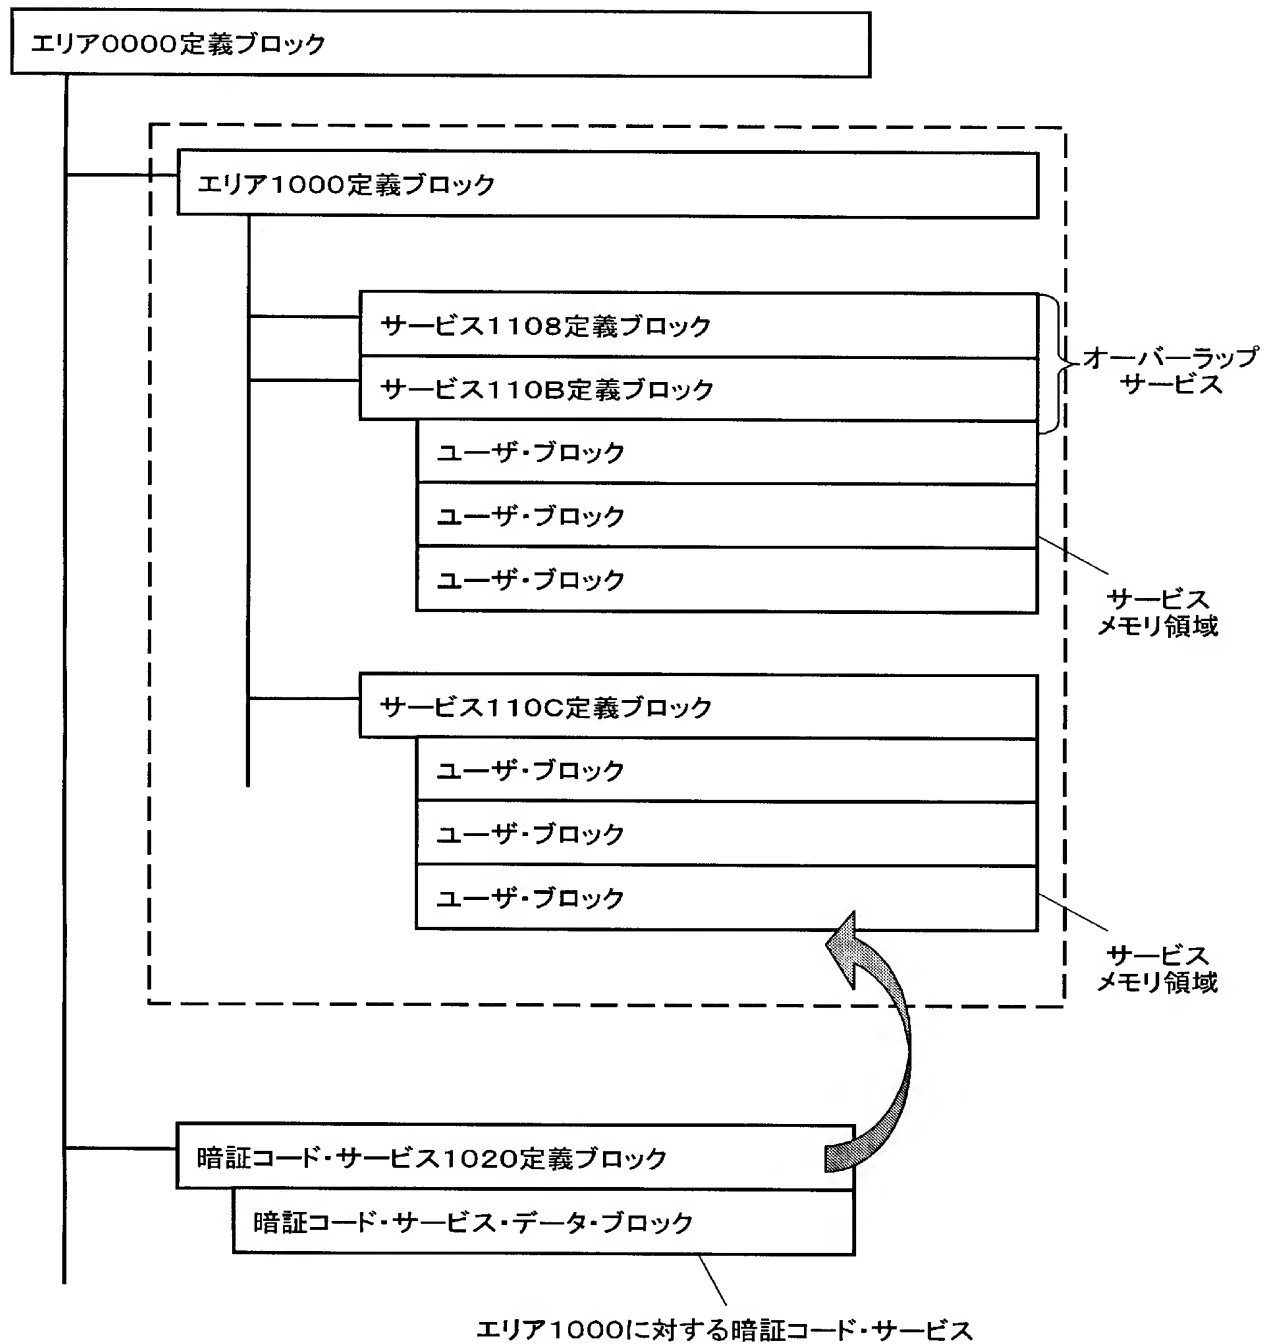 エリア0000定義ブロック
エリア1000定義ブロック
サービス1108定義ブロック
サービス110B定義ブロック
オーバーラップ
サービス
ユーザ・ブロック
ユーザ・ブロック
ユーザ・ブロック
サービス
メモリ領域
サービス110C定義ブロック
ユーザ・ブロック
ユーザ・ブロック
ユーザ・ブロック
サービス
メモリ領域
暗証コード・サービス1020定義ブロック
暗証コード・サービス・データ・ブロック
エリア1000に対する暗証コード・サービス